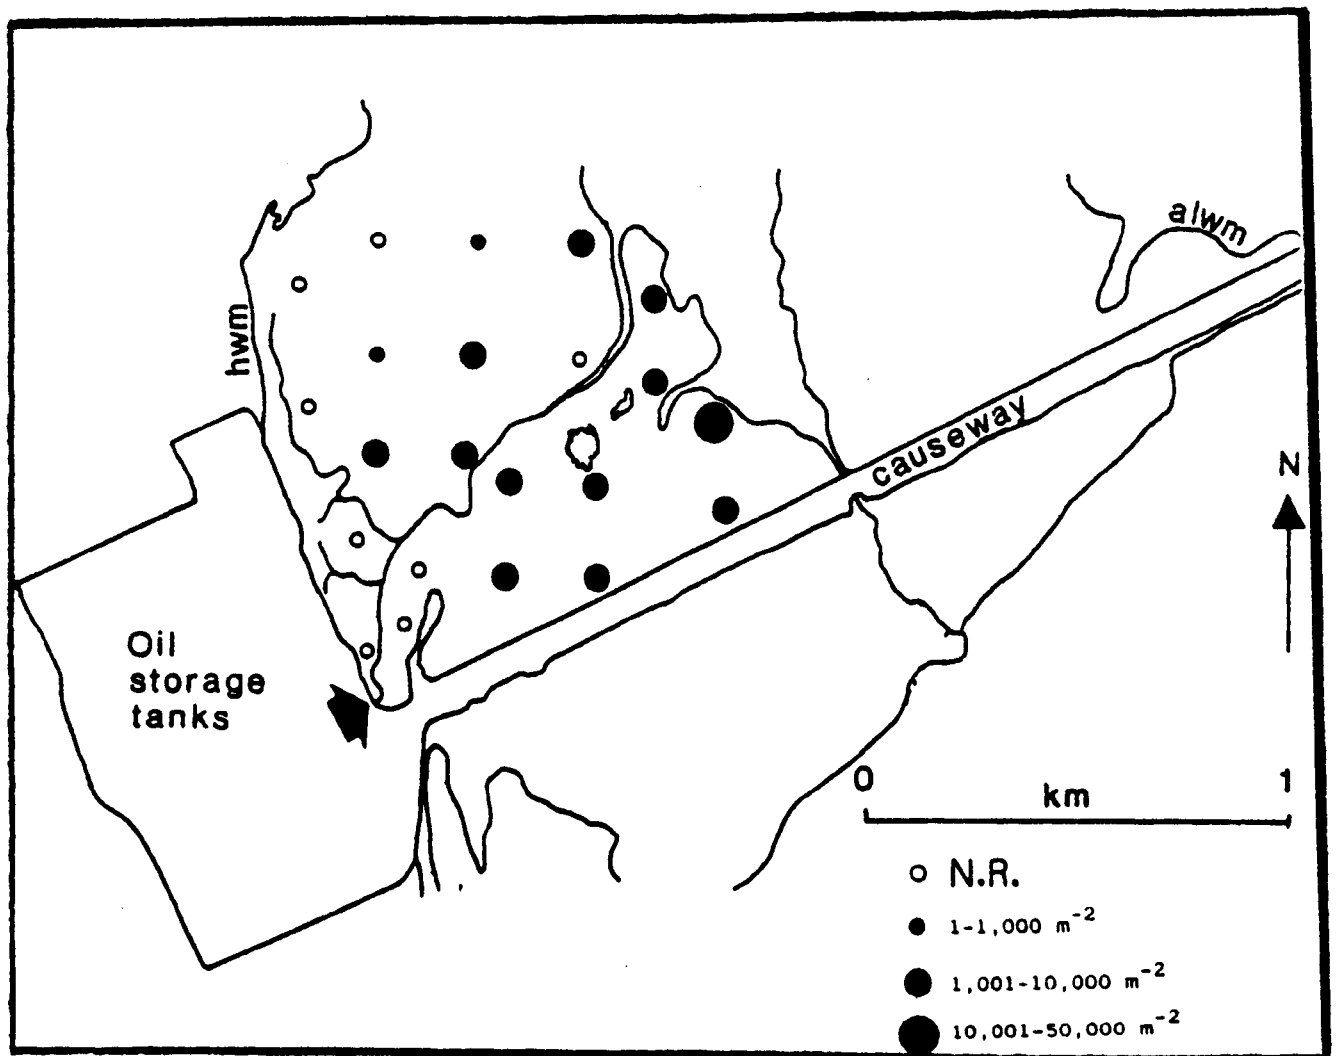 alwm
hwm
causeway
N
Oil
storage
tanks
0 1
km
N.R.
1-1,000 m⁻²
1,001-10,000 m⁻²
10,001-50,000 m⁻²